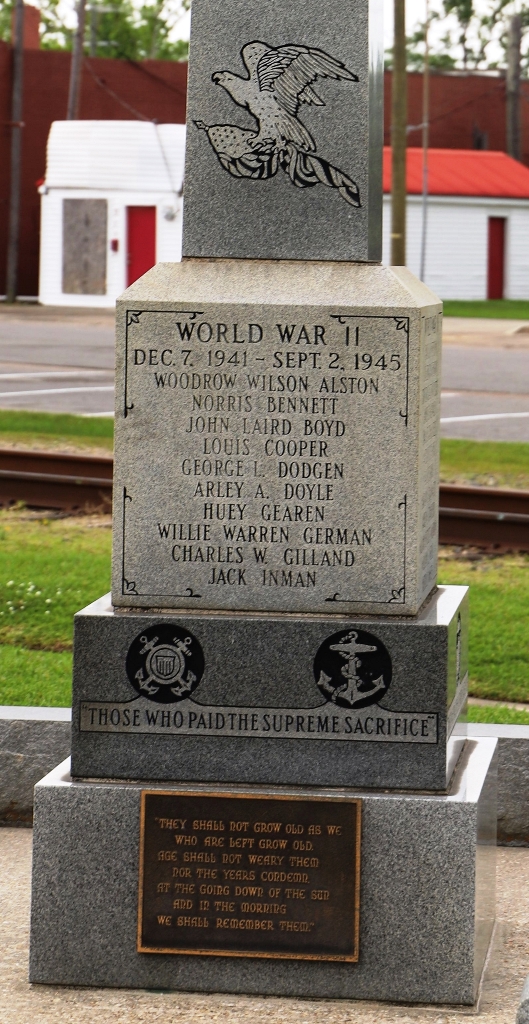 WORLD WAR II
DEC. 7, 1941 - SEPT. 2, 1945
WOODROW WILSON ALSTON
NORRIS BENNETT
JOHN LAIRD BOYD
LOUIS COOPER
GEORGE L. DODGEN
ARLEY A. DOYLE
HUEY GEAREN
WILLIE WARREN GERMAN
CHARLES W. GILLAND
JACK INMAN
"THOSE WHO PAID THE SUPREME SACRIFICE"
"THEY SHALL NOT GROW OLD AS WE
WHO ARE LEFT GROW OLD.
AGE SHALL NOT WEARY THEM
NOR THE YEARS CONDEMN
AT THE GOING DOWN OF THE SUN
AND IN THE MORNING
WE SHALL REMEMBER THEM."